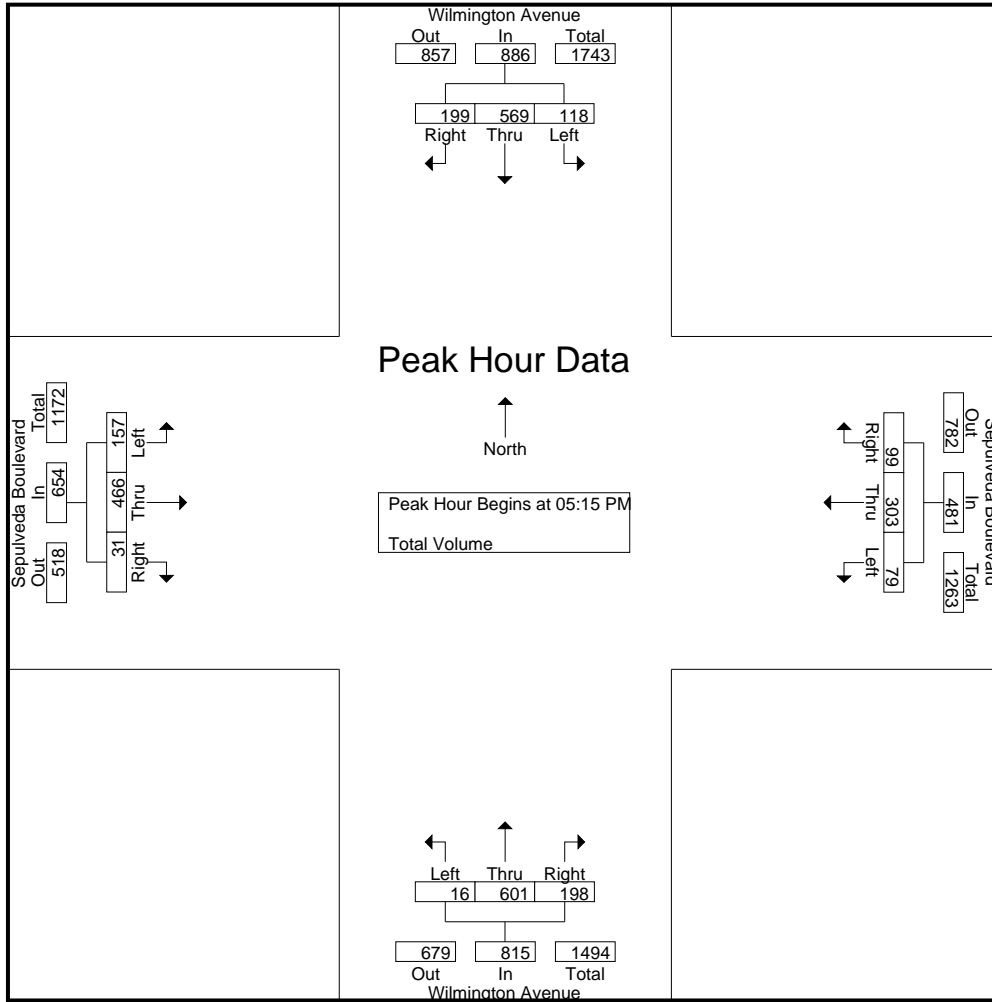 Wilmington Avenue
Out In Total
857 886 1743
199 569 118
Right Thru Left
Peak Hour Data
North
Peak Hour Begins at 05:15 PM
Total Volume
Sepulveda Boulevard
Out In Total
518 654 1172
Left Thru Right
157 466 31
Sepulveda Boulevard
Out In Total
782 481 1263
Right Thru Left
99 303 79
Left Thru Right
16 601 198
679 815 1494
Out In Total
Wilmington Avenue